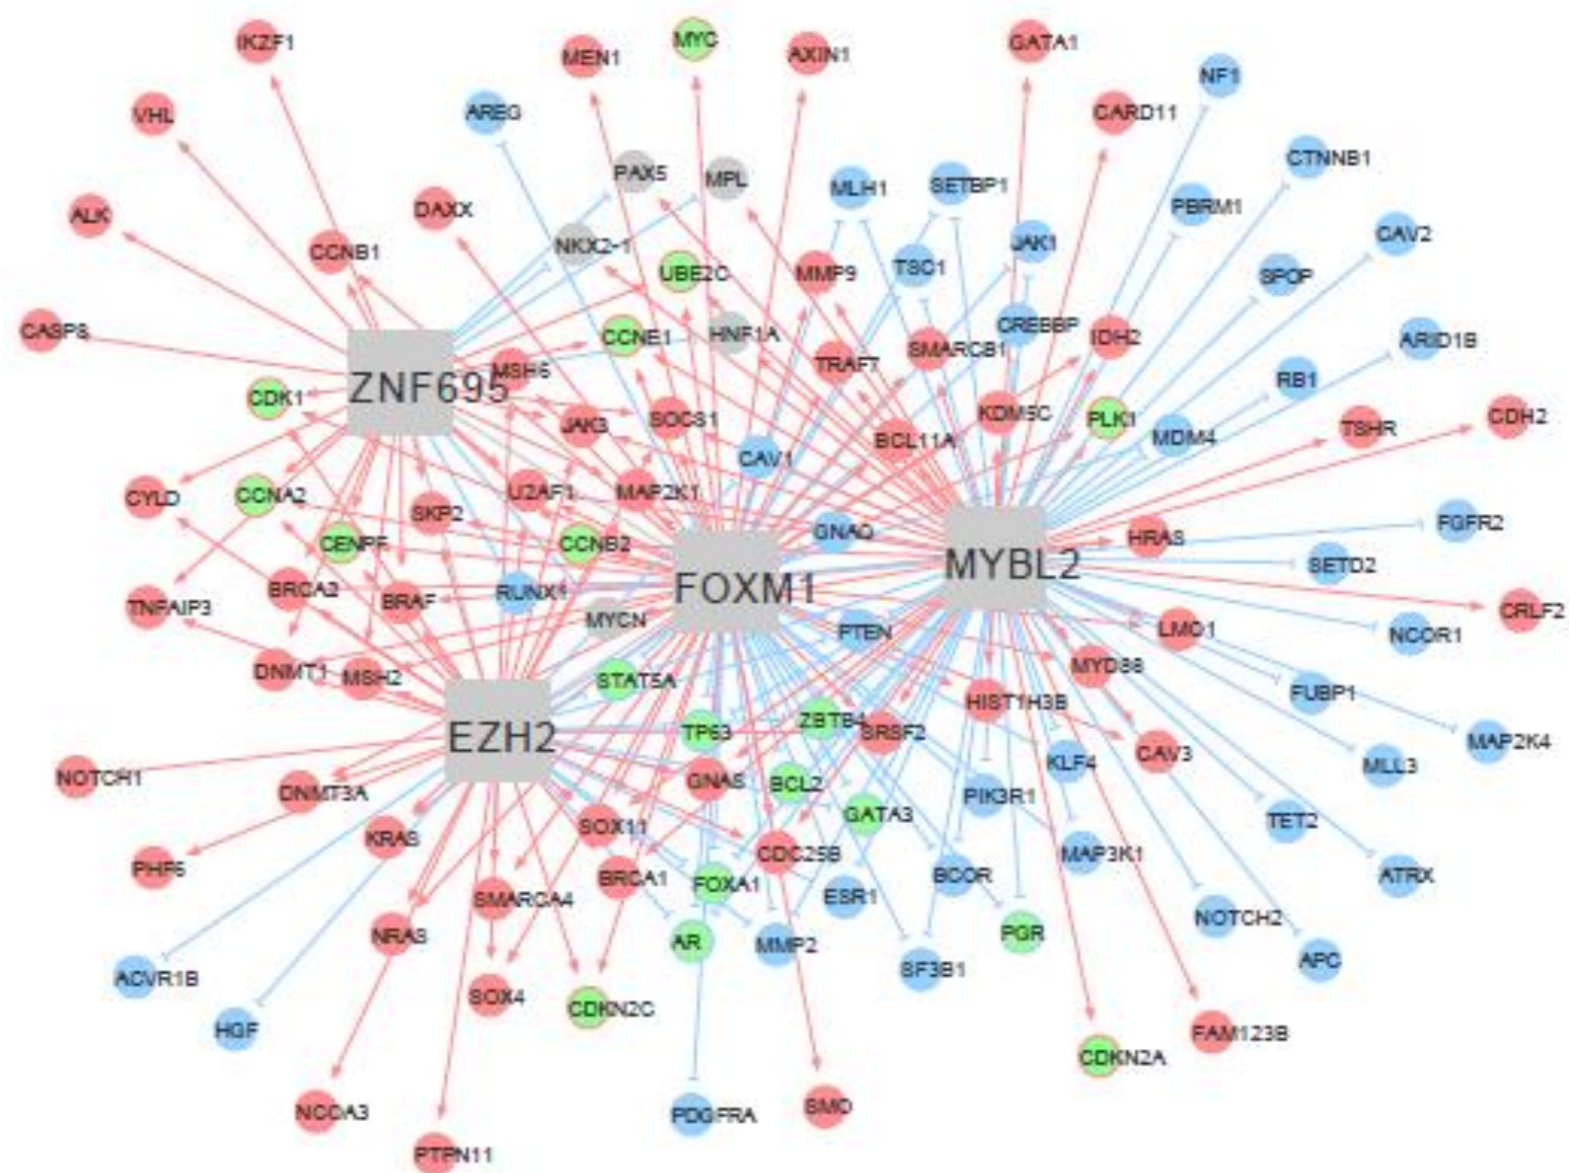 IKZF1
MYC
MEN1
AXIN1
GATA1
NF1
VHL
AREG
CARD11
CTNNB1
PAX5
MPL
MLH1
SETBP1
PBRM1
ALK
DAXX
NKX2-1
JAK1
CAV2
CCNB1
UBE2C
MMP9
TSC1
SPOP
CASP8
CCNE1
HNF1A
CREBBP
IDH2
ARID1B
SMARCB1
TRAF7
MSH6
ZNF695
RB1
CDK1
SOCS1
KDM5C
PLK1
CDH2
JAK3
TSHR
BCL11A
MDM4
CAV1
CYLD
CCNA2
U2AF1
MAP2K1
SKP2
FGFR2
GNAQ
HRAS
CENPF
CCNB2
MYBL2
SETD2
BRCA2
FOXM1
RUNX1
BRAF
TNFAIP3
CRLF2
MYCN
PTEN
LMO1
NCOR1
DNMT1
MSH2
MYD88
STAT5A
FUBP1
HIST1H3B
ZBTB4
TP63
SRSF2
EZH2
MAP2K4
CAV3
KLF4
MLL3
NOTCH1
GNAS
BCL2
DNMT3A
PIK3R1
GATA3
TET2
SOX11
KRAS
CDC25B
MAP3K1
PHF6
BRCA1
BCOR
ATRX
FOXA1
ESR1
SMARCA4
NOTCH2
NRAS
AR
MMP2
PGR
APC
SF3B1
ACVR1B
SOX4
CDKN2C
HGF
FAM123B
CDKN2A
NCOA3
PDGFRA
SMO
PTPN11